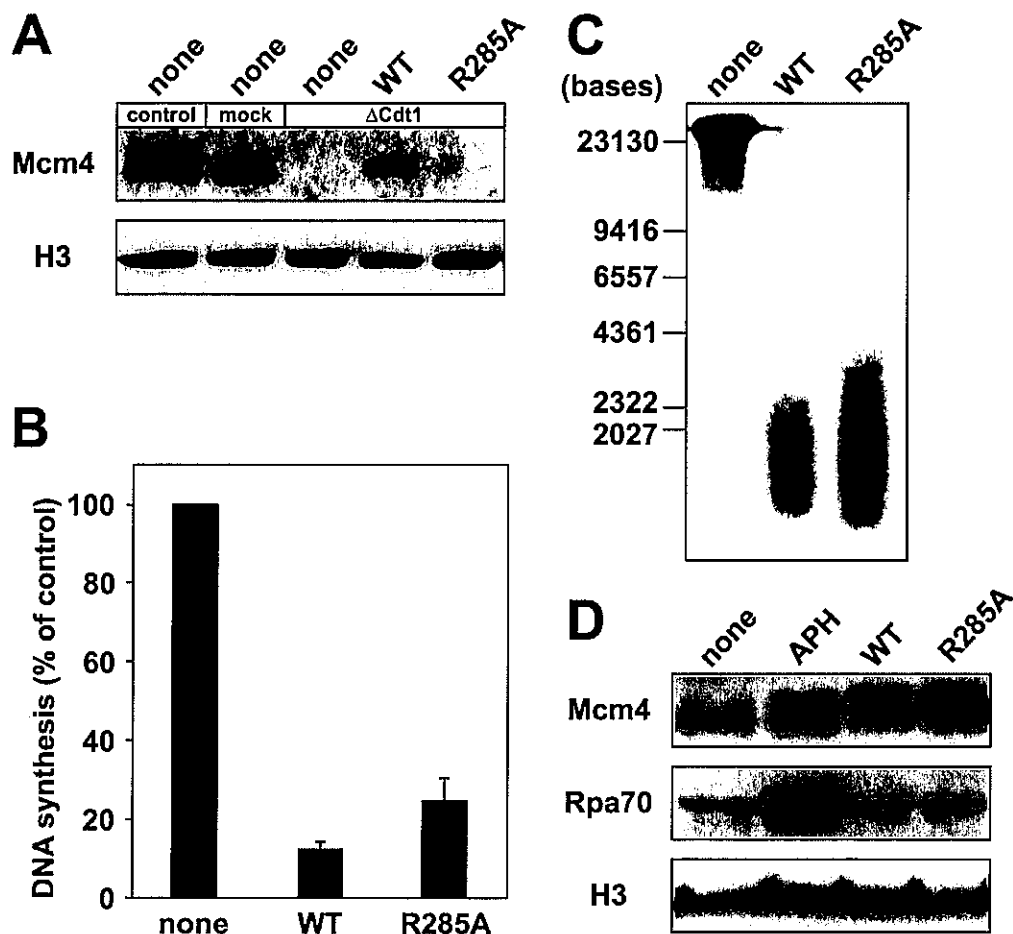 A
none none none WT R285A
control mock ΔCdt1
Mcm4
H3
B
DNA synthesis (% of control)
100
80
60
40
20
0
none WT R285A
C
(bases) none WT R285A
23130
9416
6557
4361
2322
2027
D
none APH WT R285A
Mcm4
Rpa70
H3